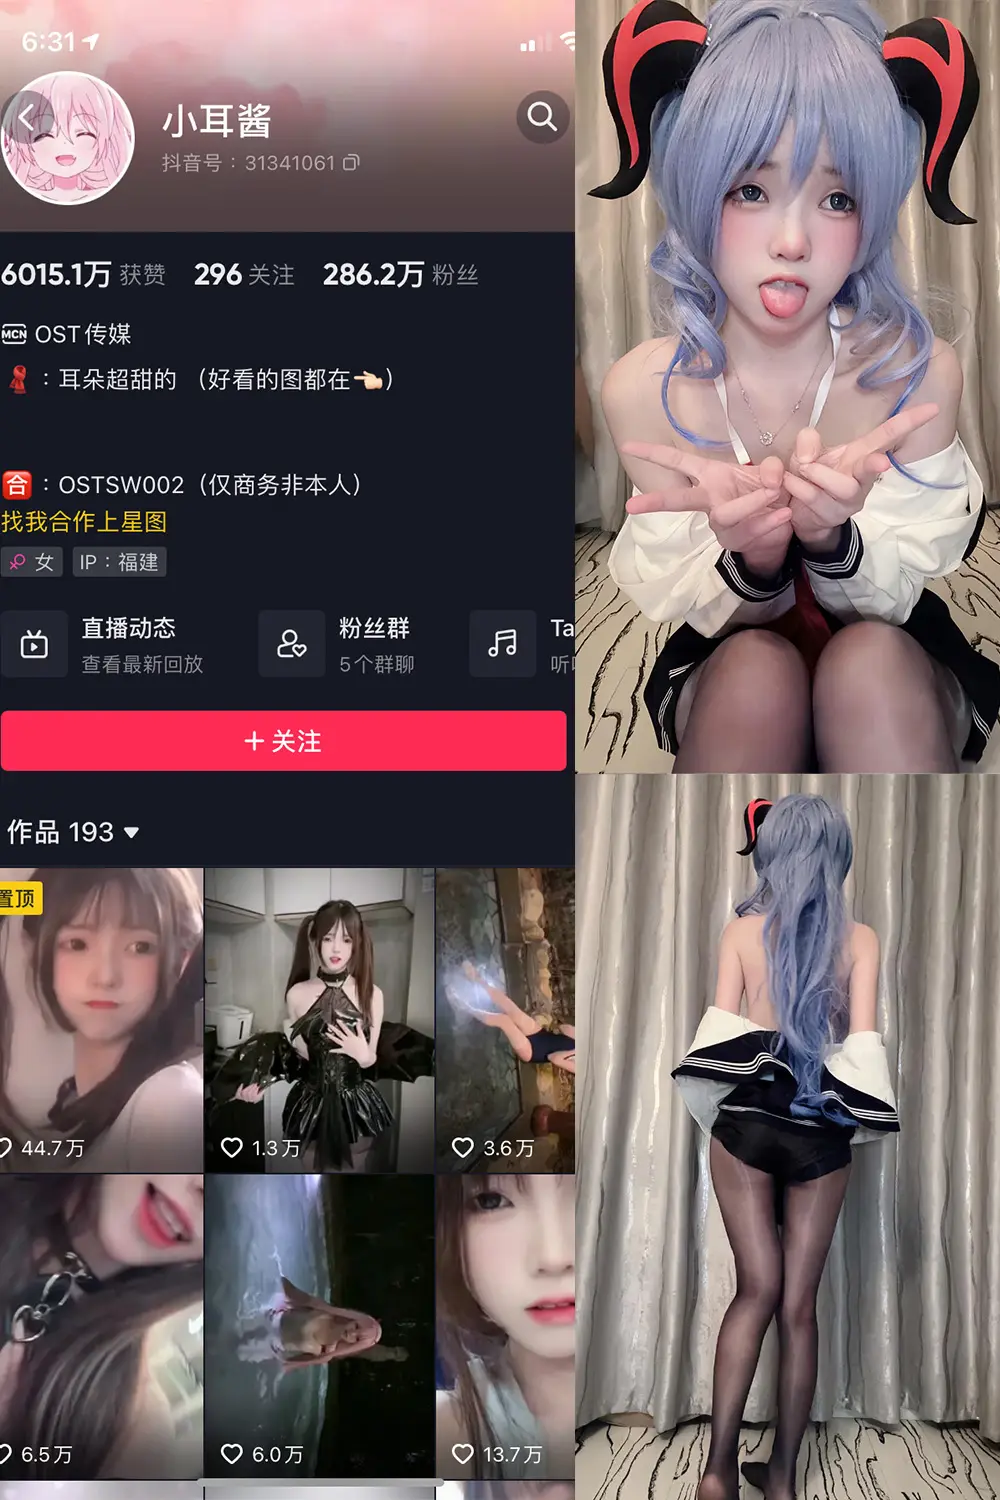 6:31
小耳酱
抖音号：31341061
6015.1万 获赞 296 关注 286.2万 粉丝
MCN OST传媒
：耳朵超甜的 （好看的图都在👈🏻）
合：OSTSW002（仅商务非本人）
找我合作上星图
女 IP：福建
直播动态
查看最新回放
粉丝群
5个群聊
Ta
听
+ 关注
作品 193
置顶
44.7万
1.3万
3.6万
6.5万
6.0万
13.7万